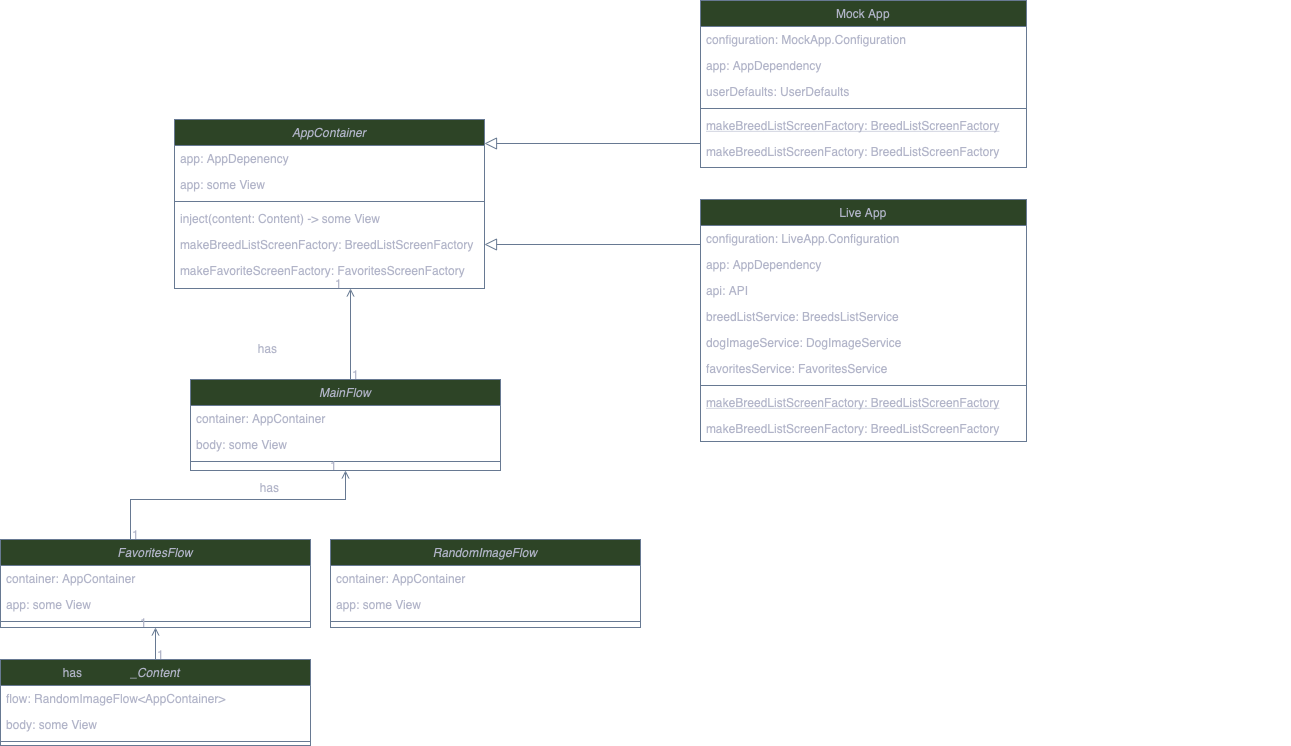 Mock App
configuration: MockApp.Configuration
app: AppDependency
userDefaults: UserDefaults
makeBreedListScreenFactory: BreedListScreenFactory
makeBreedListScreenFactory: BreedListScreenFactory
AppContainer
app: AppDepenency
app: some View
inject(content: Content) -> some View
makeBreedListScreenFactory: BreedListScreenFactory
makeFavoriteScreenFactory: FavoritesScreenFactory
1
Live App
configuration: LiveApp.Configuration
app: AppDependency
api: API
breedListService: BreedsListService
dogImageService: DogImageService
favoritesService: FavoritesService
makeBreedListScreenFactory: BreedListScreenFactory
makeBreedListScreenFactory: BreedListScreenFactory
has
1
MainFlow
container: AppContainer
body: some View
1
has
1
FavoritesFlow
container: AppContainer
app: some View
1
RandomImageFlow
container: AppContainer
app: some View
1
has _Content
flow: RandomImageFlow<AppContainer>
body: some View